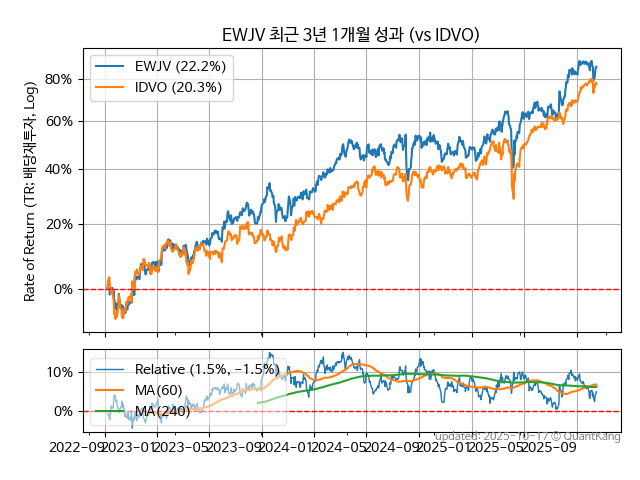 EWJV 최근 3년 1개월 성과 (vs IDVO)
EWJV (22.2%)
IDVO (20.3%)
80%
60%
40%
20%
0%
Rate of Return (TR: 배당재투자, Log)
Relative (1.5%, −1.5%)
MA(60)
MA(240)
10%
0%
updated: 2025-10-17 © QuantKang
2022-09 2023-01 2023-05 2023-09 2024-01 2024-05 2024-09 2025-01 2025-05 2025-09